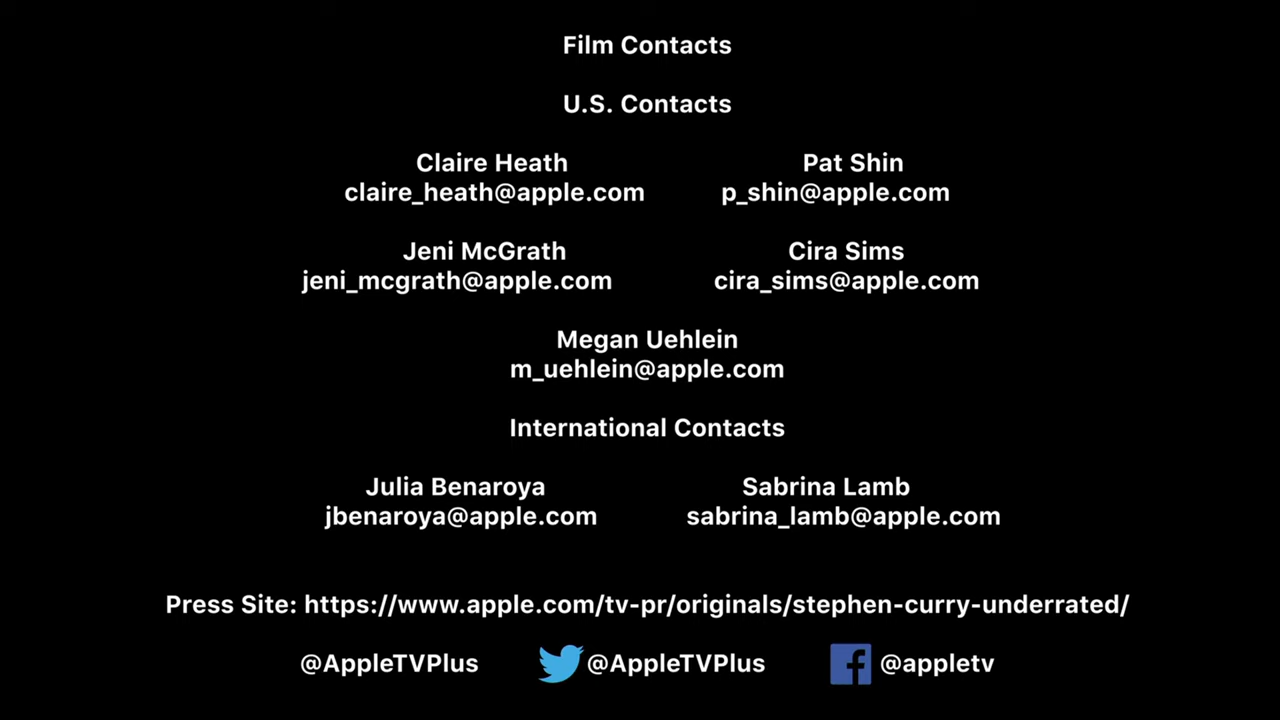 Film Contacts
U.S. Contacts
Claire Heath
claire_heath@apple.com
Pat Shin
p_shin@apple.com
Jeni McGrath
jeni_mcgrath@apple.com
Cira Sims
cira_sims@apple.com
Megan Uehlein
m_uehlein@apple.com
International Contacts
Julia Benaroya
jbenaroya@apple.com
Sabrina Lamb
sabrina_lamb@apple.com
Press Site: https://www.apple.com/tv-pr/originals/stephen-curry-underrated/
@AppleTVPlus @AppleTVPlus @appletv